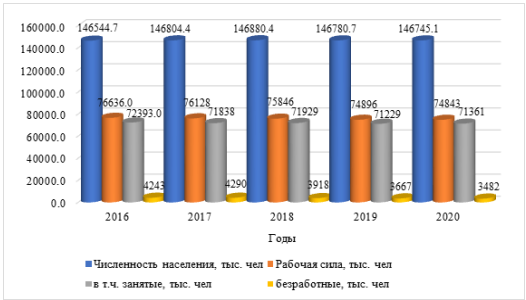 146544.7 146804.4 146880.4 146780.7 146745.1
160000.0
140000.0
120000.0
100000.0
80000.0
60000.0
40000.0
20000.0
0.0
76636.0 76128 75846 74896 74843
72393.0 71838 71929 71229 71361
4243 4290 3918 3667 3482
2016 2017 2018 2019 2020
Годы
Численность населения, тыс. чел Рабочая сила, тыс. чел
в т.ч. занятые, тыс. чел безработные, тыс. чел